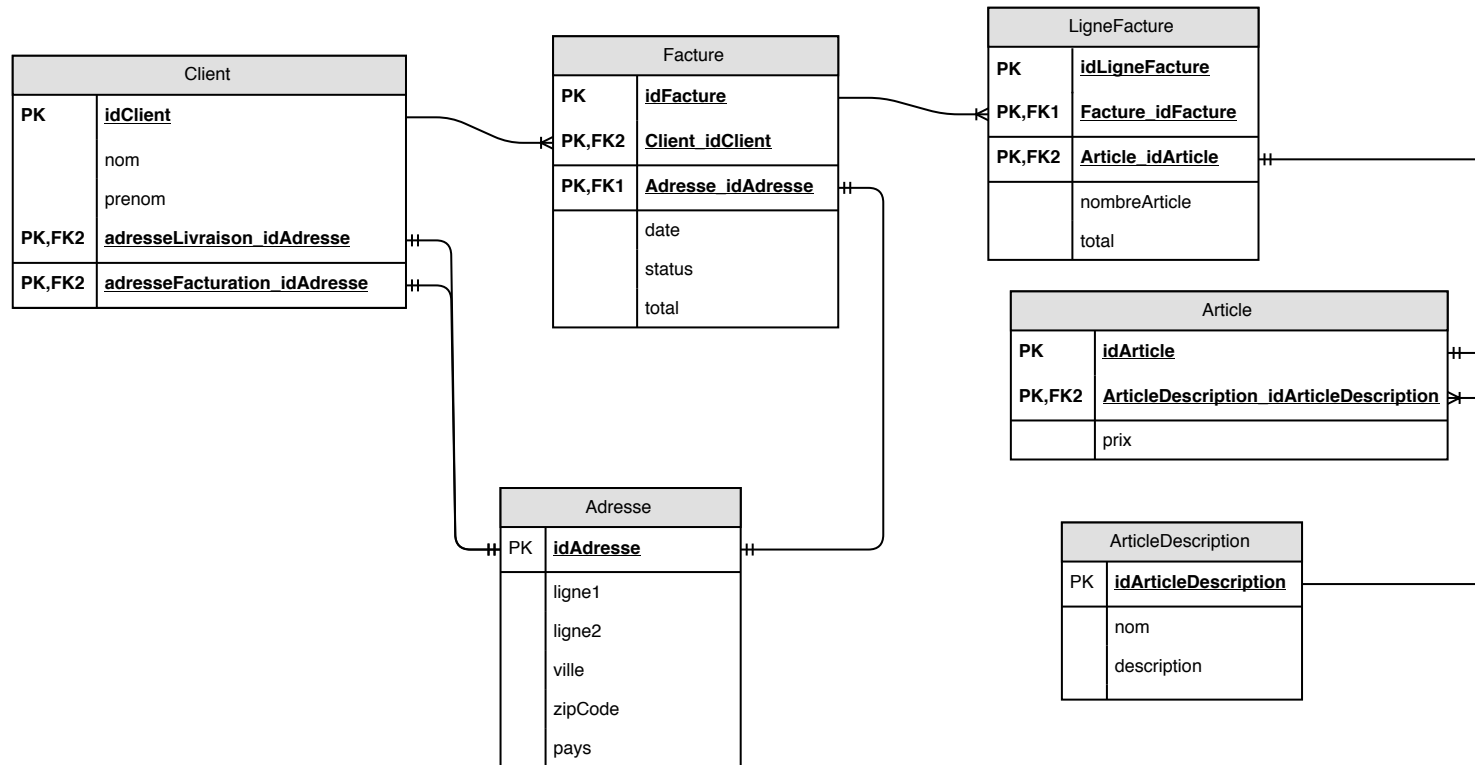 Client
PK idClient
nom
prenom
PK,FK2 adresseLivraison_idAdresse
PK,FK2 adresseFacturation_idAdresse
Facture
PK idFacture
PK,FK2 Client_idClient
PK,FK1 Adresse_idAdresse
date
status
total
LigneFacture
PK idLigneFacture
PK,FK1 Facture_idFacture
PK,FK2 Article_idArticle
nombreArticle
total
Article
PK idArticle
PK,FK2 ArticleDescription_idArticleDescription
prix
Adresse
PK idAdresse
ligne1
ligne2
ville
zipCode
pays
ArticleDescription
PK idArticleDescription
nom
description